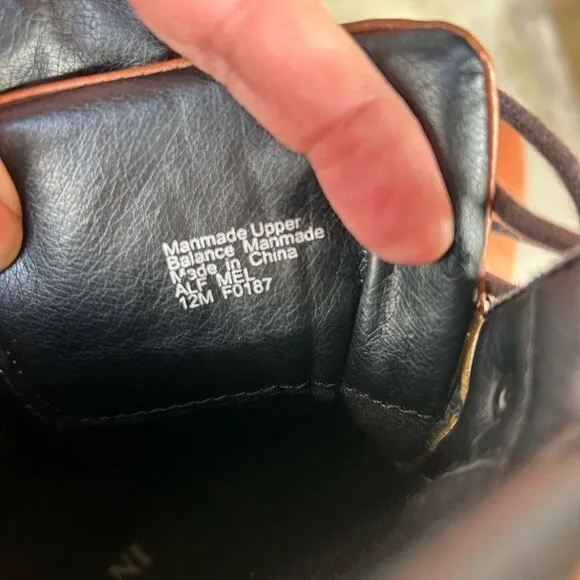 Manmade Upper
Balance Manmade
Made in China
ALF MEL
12M F0187